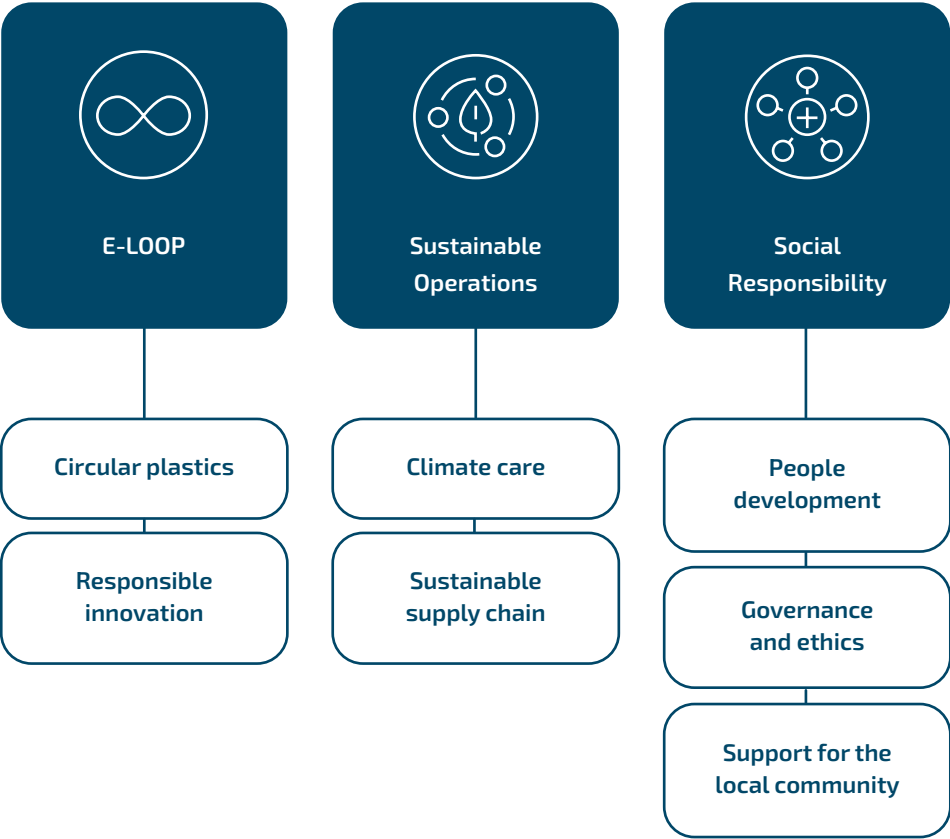 E-LOOP
Sustainable
Operations
Social
Responsibility
Circular plastics
Responsible
innovation
Climate care
Sustainable
supply chain
People
development
Governance
and ethics
Support for the
local community